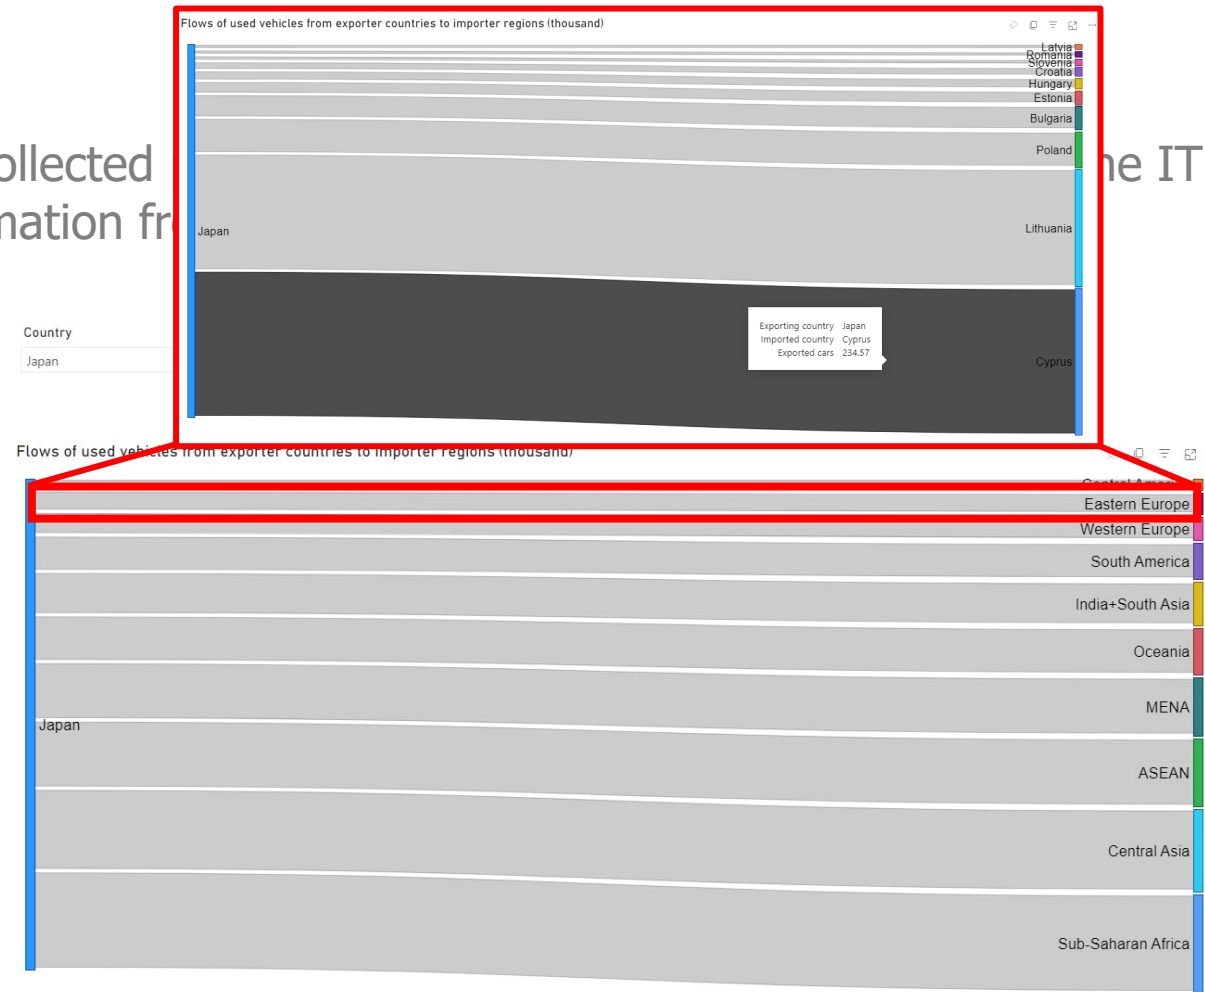 Flows of used vehicles from exporter countries to importer regions (thousand)
Latvia
Romania
Slovenia
Croatia
Hungary
Estonia
Bulgaria
Poland
ollected
he IT
mation fr
Japan
Lithuania
Exporting country Japan
Imported country Cyprus
Exported cars 234.57
Cyprus
Country
Japan
Flows of used vehicles from exporter countries to importer regions (thousand)
Central America
Eastern Europe
Western Europe
South America
India+South Asia
Oceania
MENA
Japan
ASEAN
Central Asia
Sub-Saharan Africa